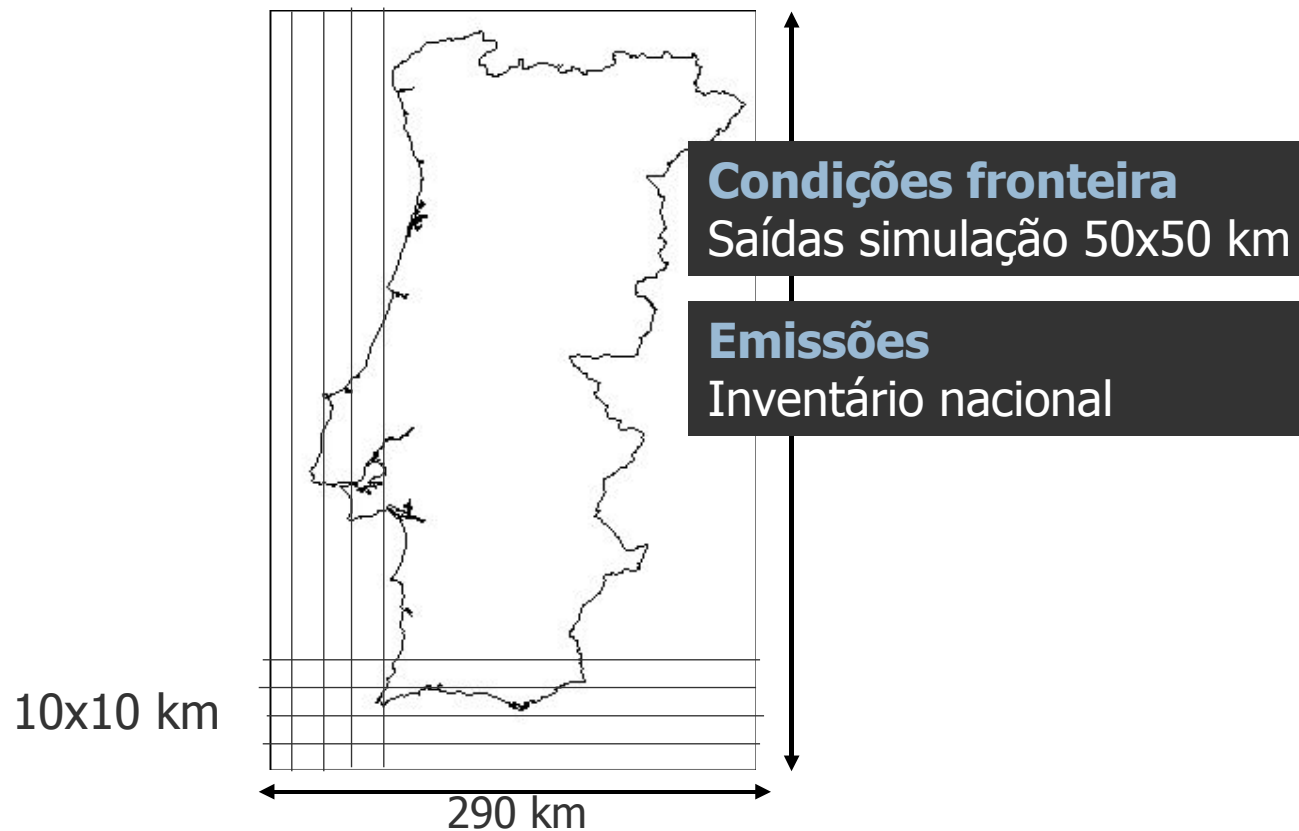 Condições fronteira
Saídas simulação 50x50 km
Emissões
Inventário nacional
10x10 km
290 km